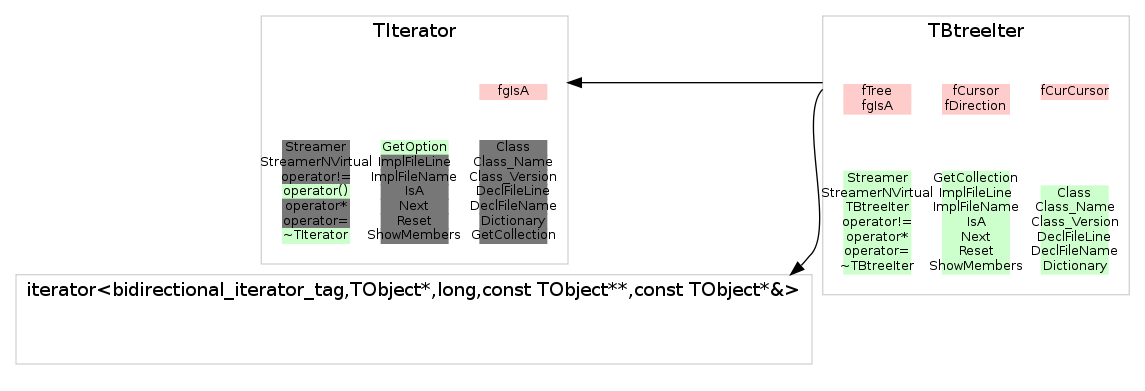 TIterator
fgIsA
Streamer GetOption Class
StreamerNVirtual ImplFileLine Class_Name
operator!= ImplFileName Class_Version
operator() IsA DeclFileLine
operator* Next DeclFileName
operator= Reset Dictionary
~TIterator ShowMembers GetCollection
TBtreeIter
fTree fCursor fCurCursor
fgIsA fDirection
Streamer GetCollection
StreamerNVirtual ImplFileLine Class
TBtreeIter ImplFileName Class_Name
operator!= IsA Class_Version
operator* Next DeclFileLine
operator= Reset DeclFileName
~TBtreeIter ShowMembers Dictionary
iterator<bidirectional_iterator_tag,TObject*,long,const TObject**,const TObject*&>